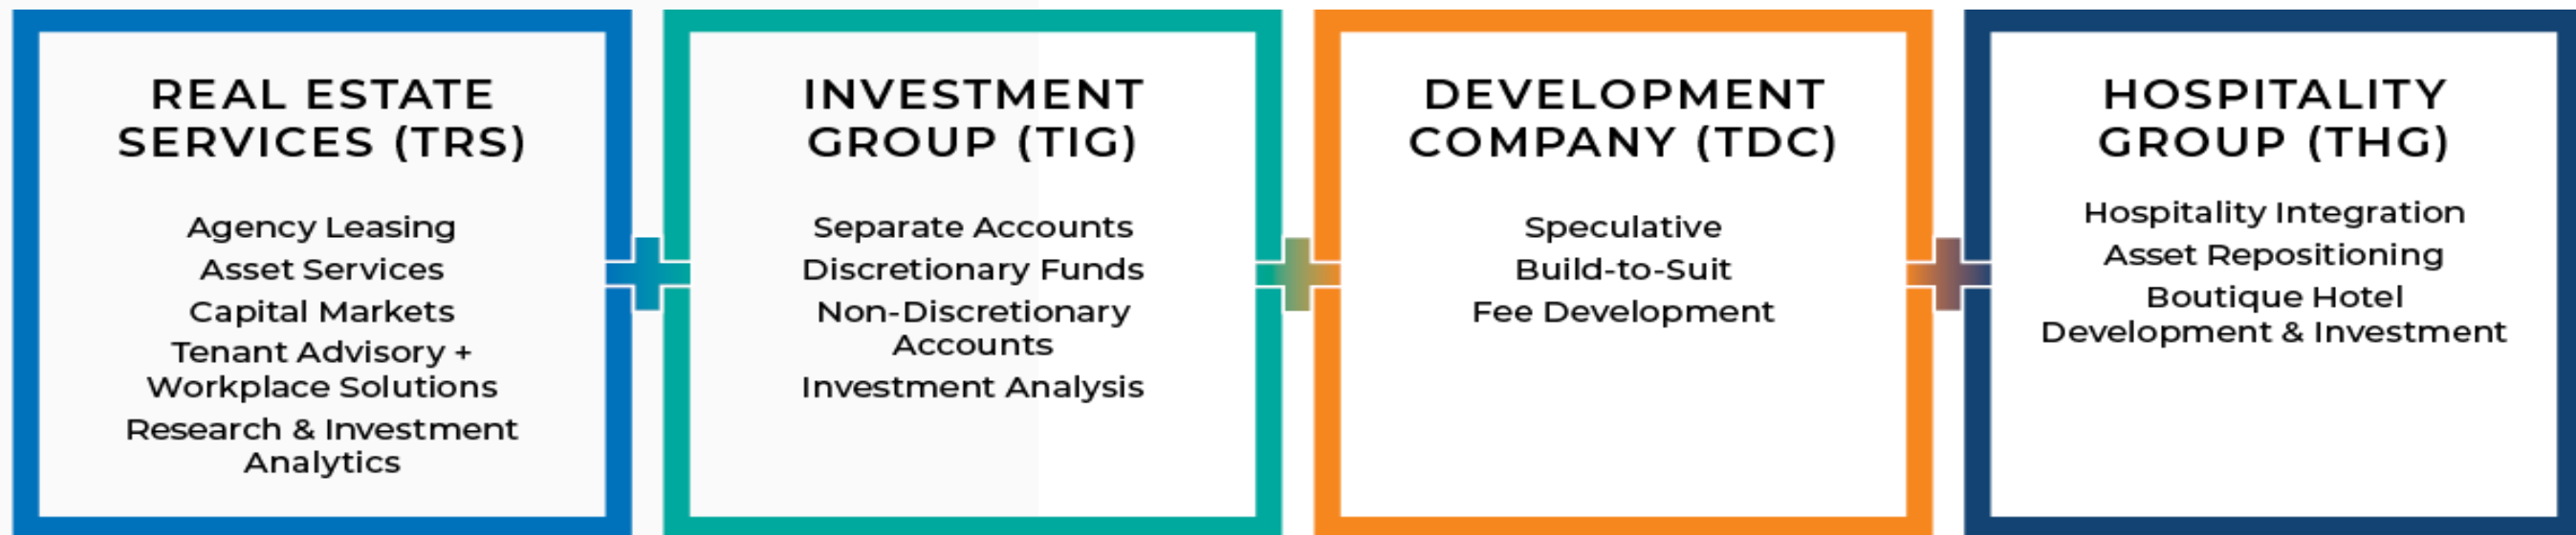 REAL ESTATE
SERVICES (TRS)
Agency Leasing
Asset Services
Capital Markets
Tenant Advisory +
Workplace Solutions
Research & Investment
Analytics
INVESTMENT
GROUP (TIG)
Separate Accounts
Discretionary Funds
Non-Discretionary
Accounts
Investment Analysis
DEVELOPMENT
COMPANY (TDC)
Speculative
Build-to-Suit
Fee Development
HOSPITALITY
GROUP (THG)
Hospitality Integration
Asset Repositioning
Boutique Hotel
Development & Investment